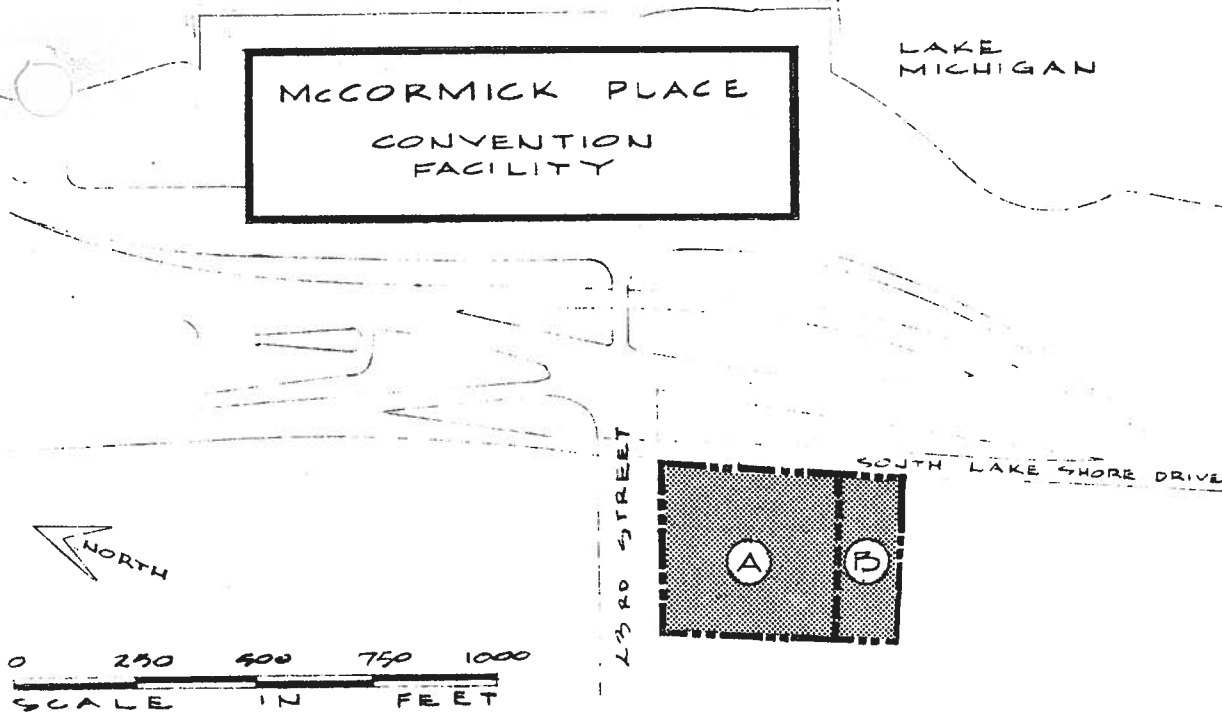 LAKE
MICHIGAN
McCORMICK PLACE
CONVENTION
FACILITY
SOUTH LAKE SHORE DRIVE
23RD STREET
A
B
NORTH
0 250 500 750 1000
SCALE IN FEET